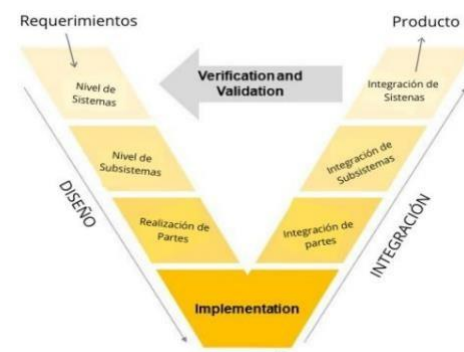 Requerimientos
Producto
Nivel de
Sistemas
Verification and
Validation
Integración de
Sistenas
Nivel de
Subsistemas
Integración de
Subsistemas
DISEÑO
Realización de
Partes
Integración de
partes
INTEGRACIÓN
Implementation